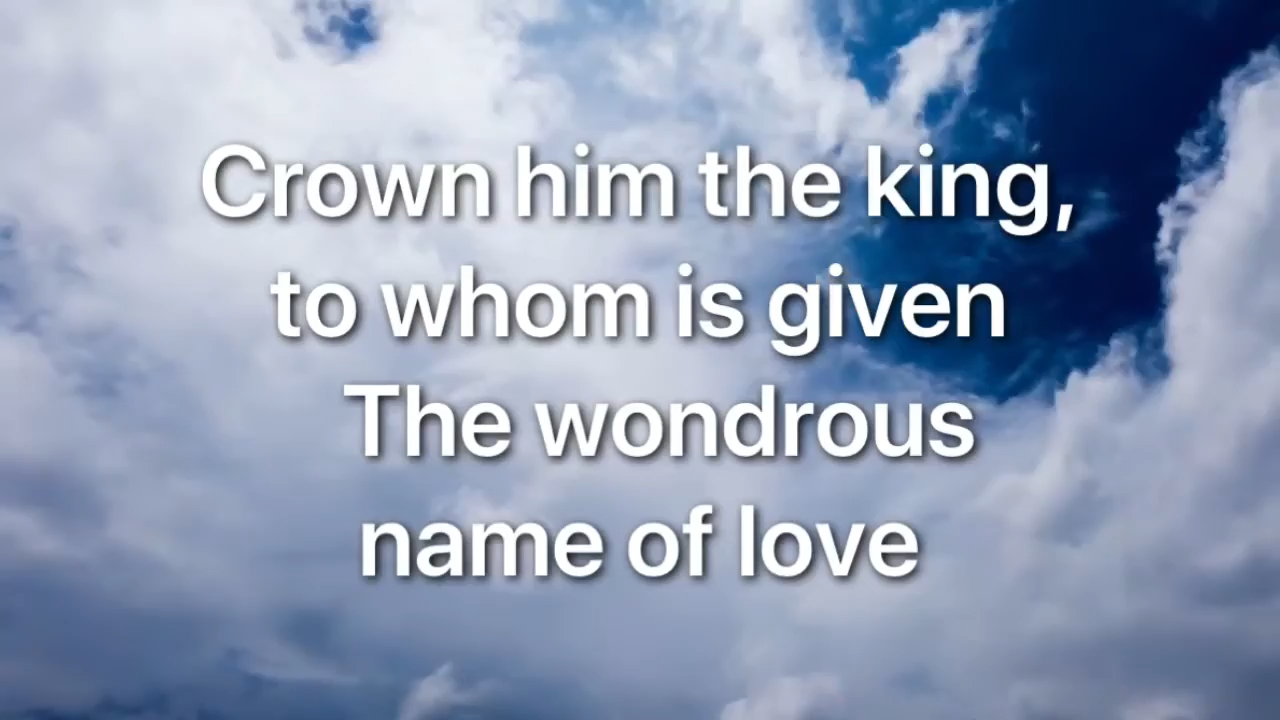 Crown him the king,
to whom is given
The wondrous
name of love